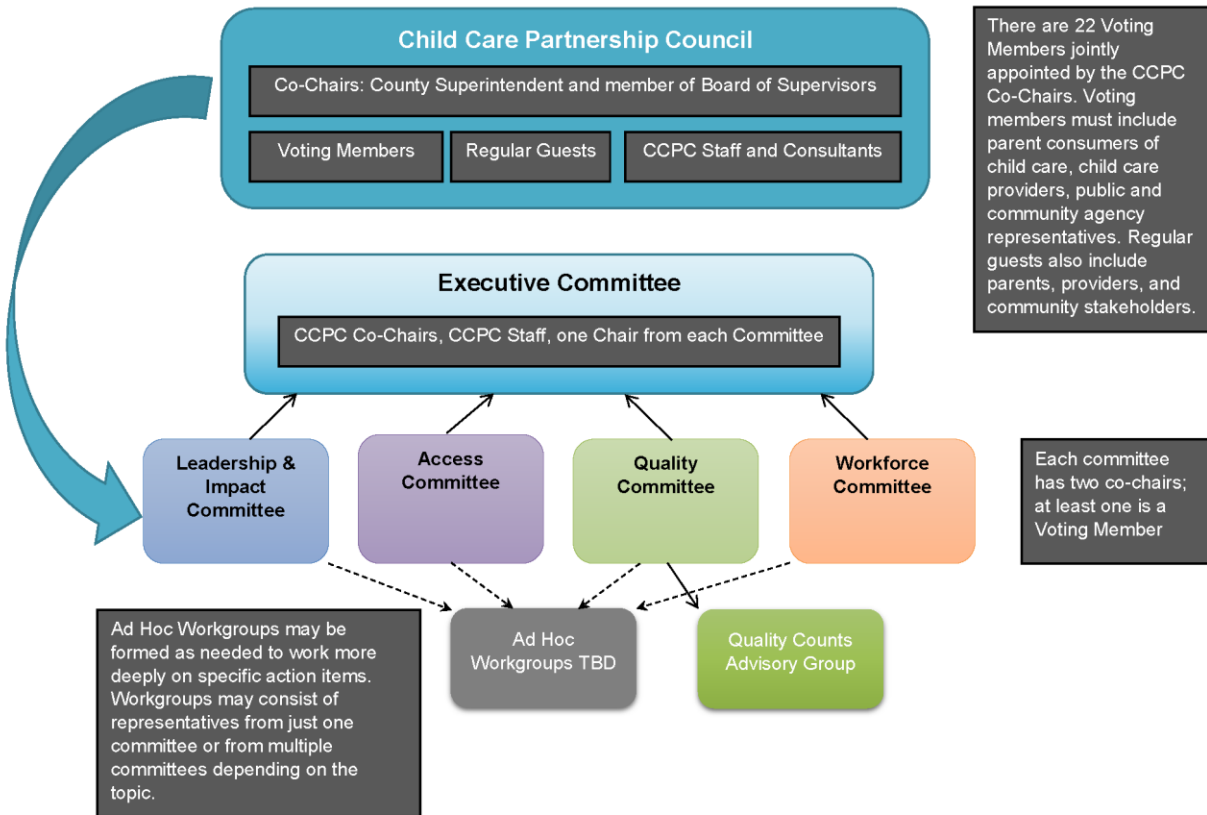 Child Care Partnership Council
Co-Chairs: County Superintendent and member of Board of Supervisors
Voting Members
Regular Guests
CCPC Staff and Consultants
There are 22 Voting
Members jointly
appointed by the CCPC
Co-Chairs. Voting
members must include
parent consumers of
child care, child care
providers, public and
community agency
representatives. Regular
guests also include
parents, providers, and
community stakeholders.
Executive Committee
CCPC Co-Chairs, CCPC Staff, one Chair from each Committee
Leadership &
Impact
Committee
Access
Committee
Quality
Committee
Workforce
Committee
Each committee
has two co-chairs;
at least one is a
Voting Member
Ad Hoc Workgroups may be
formed as needed to work more
deeply on specific action items.
Workgroups may consist of
representatives from just one
committee or from multiple
committees depending on the
topic.
Ad Hoc
Workgroups TBD
Quality Counts
Advisory Group